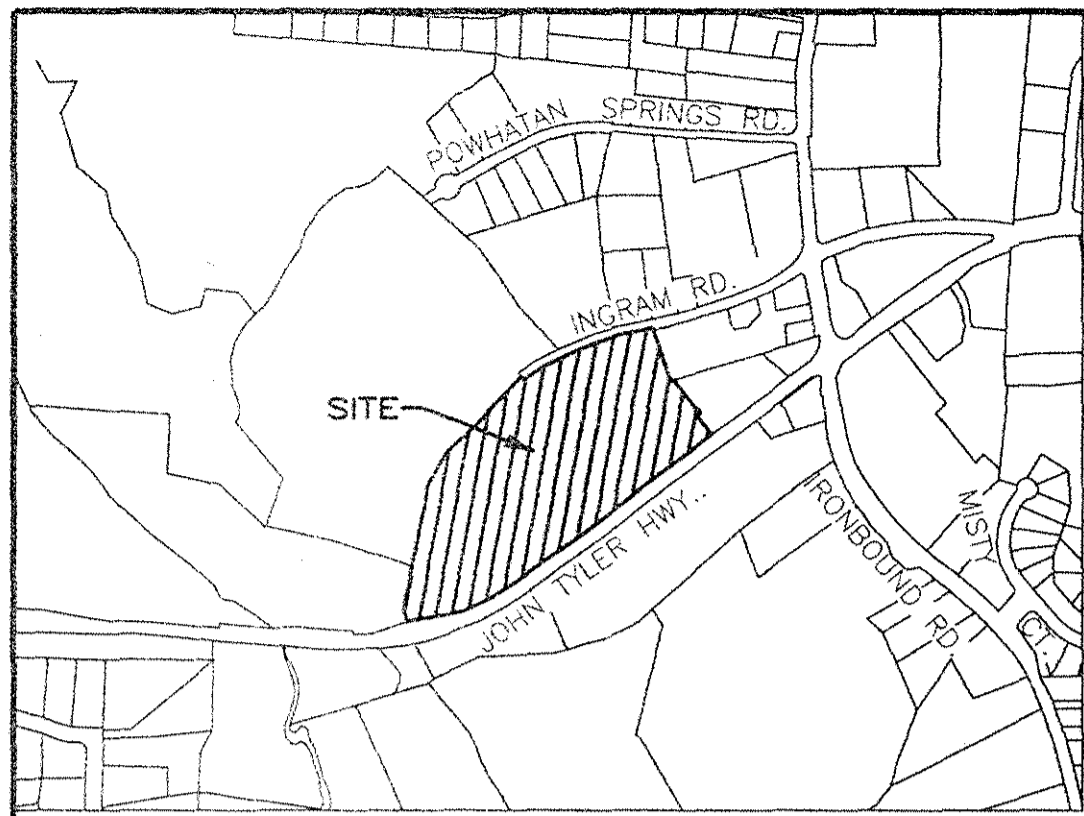 POWHATAN SPRINGS RD.
INGRAM RD.
SITE
JOHN TYLER HWY..
IRONBOUND RD.
MISTY CT.